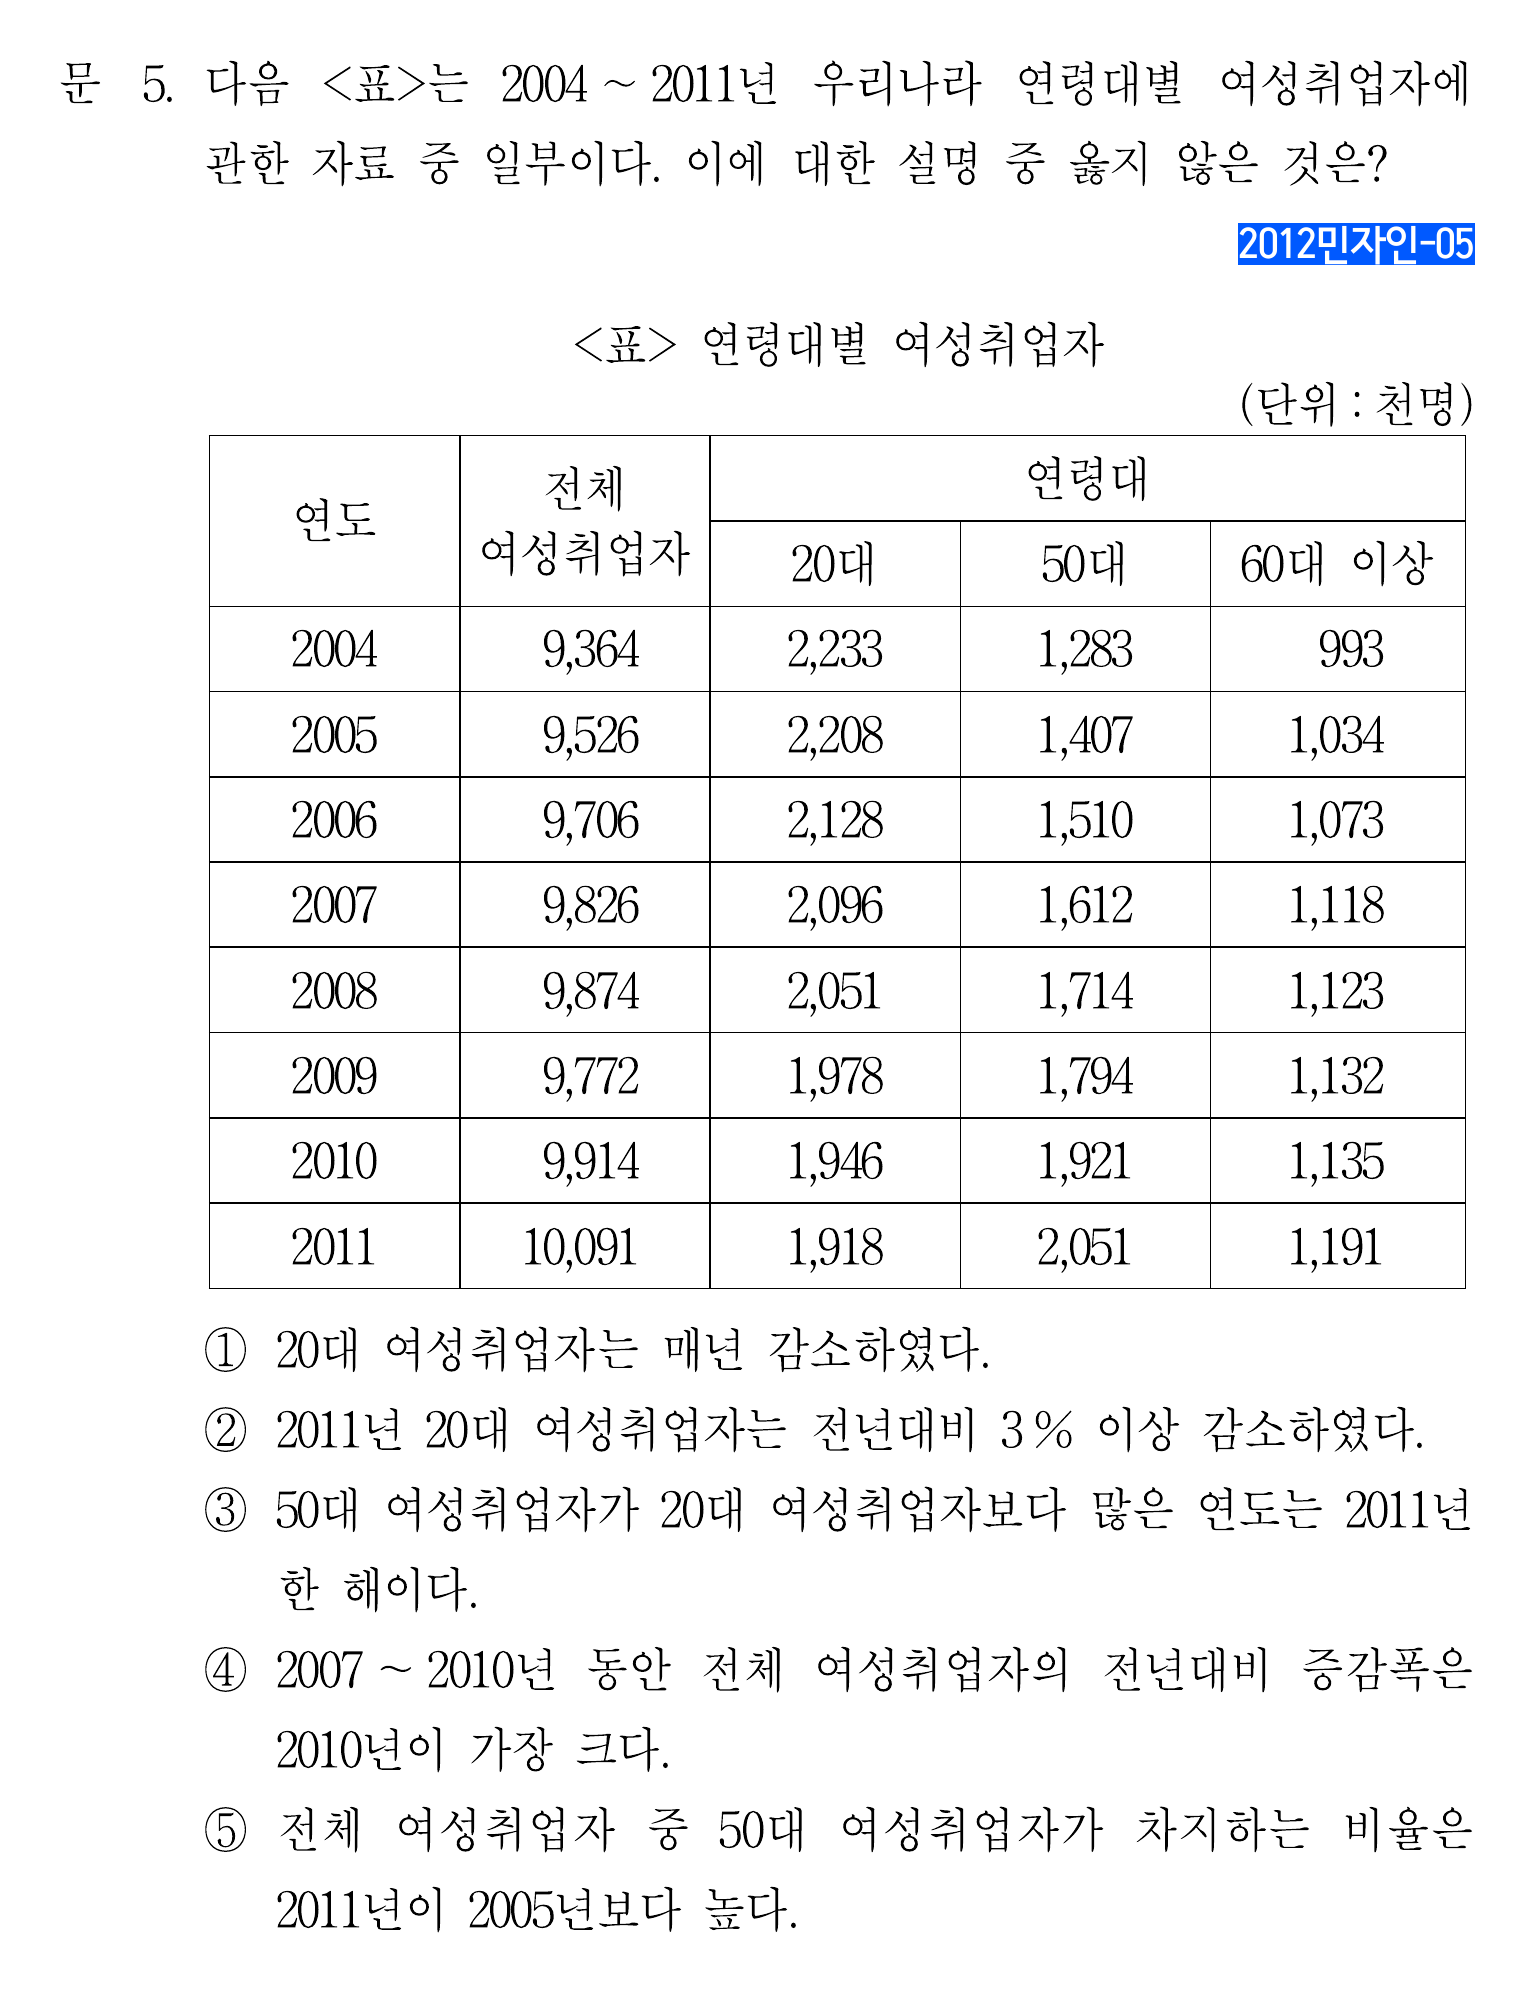 문 5. 다음 <표>는 2004 ~ 2011년 우리나라 연령대별 여성취업자에
관한 자료 중 일부이다. 이에 대한 설명 중 옳지 않은 것은?
2012민자인-05
<표> 연령대별 여성취업자
(단위 : 천명)
연도 전체 여성취업자 연령대
20대 50대 60대 이상
2004 9,364 2,233 1,283 993
2005 9,526 2,208 1,407 1,034
2006 9,706 2,128 1,510 1,073
2007 9,826 2,096 1,612 1,118
2008 9,874 2,051 1,714 1,123
2009 9,772 1,978 1,794 1,132
2010 9,914 1,946 1,921 1,135
2011 10,091 1,918 2,051 1,191
① 20대 여성취업자는 매년 감소하였다.
② 2011년 20대 여성취업자는 전년대비 3 % 이상 감소하였다.
③ 50대 여성취업자가 20대 여성취업자보다 많은 연도는 2011년
한 해이다.
④ 2007 ~ 2010년 동안 전체 여성취업자의 전년대비 증감폭은
2010년이 가장 크다.
⑤ 전체 여성취업자 중 50대 여성취업자가 차지하는 비율은
2011년이 2005년보다 높다.